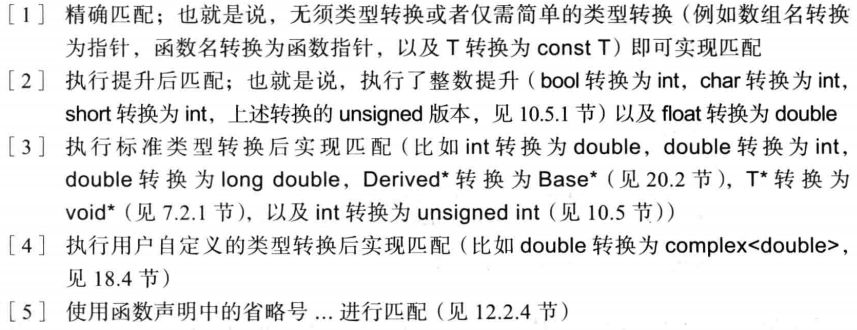 [1] 精确匹配；也就是说，无须类型转换或者仅需简单的类型转换（例如数组名转换
为指针，函数名转换为函数指针，以及 T 转换为 const T）即可实现匹配
[2] 执行提升后匹配；也就是说，执行了整数提升（bool 转换为 int，char 转换为 int，
short 转换为 int，上述转换的 unsigned 版本，见 10.5.1 节）以及 float 转换为 double
[3] 执行标准类型转换后实现匹配（比如 int 转换为 double，double 转换为 int，
double 转换为 long double，Derived* 转换为 Base*（见 20.2 节），T* 转换为
void*（见 7.2.1 节），以及 int 转换为 unsigned int（见 10.5 节））
[4] 执行用户自定义的类型转换后实现匹配（比如 double 转换为 complex<double>，
见 18.4 节）
[5] 使用函数声明中的省略号 … 进行匹配（见 12.2.4 节）